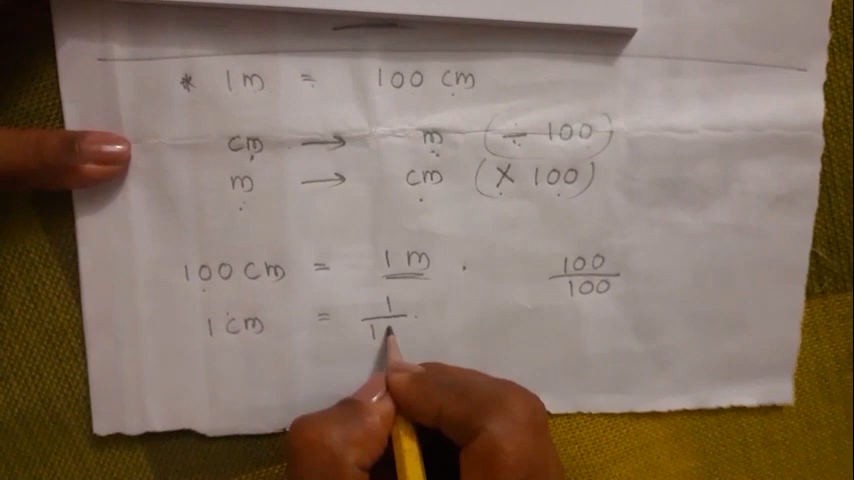 * 1 m = 100 cm
cm → m (÷ 100)
m → cm (× 100)
100 cm = 1 m . 100/100
1 cm = 1/1